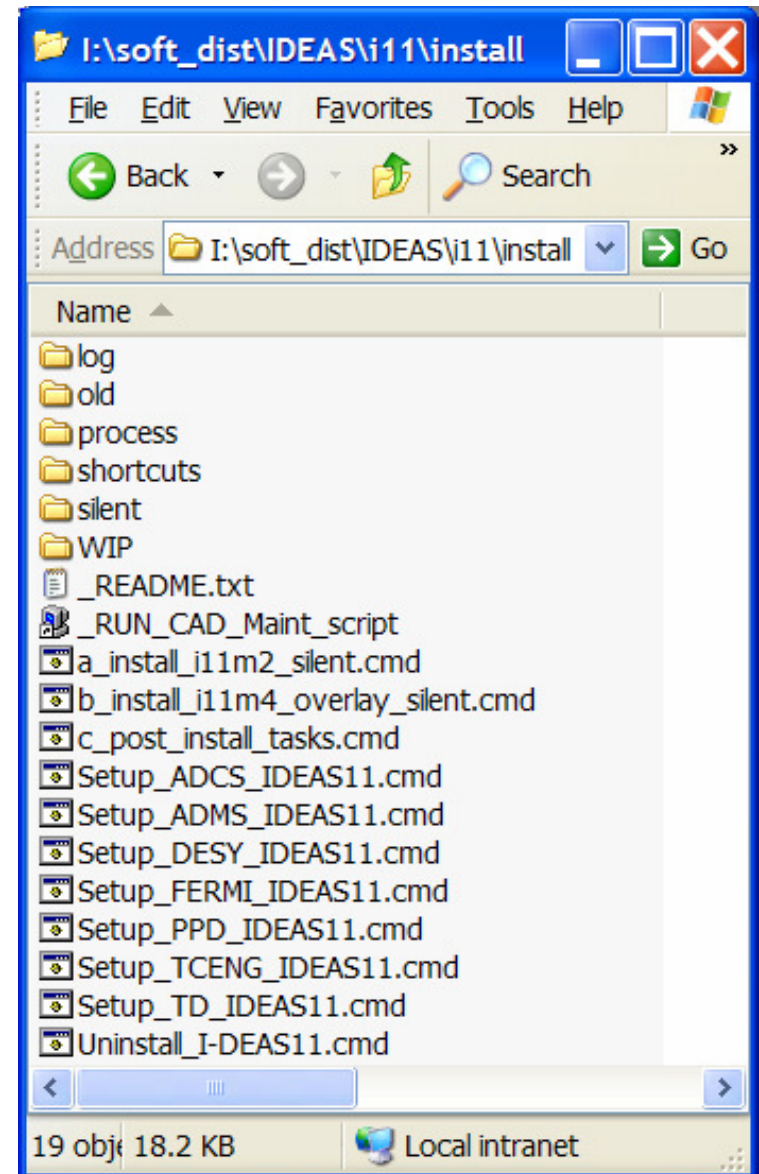 I:\soft_dist\IDEAS\i11\install
File Edit View Favorites Tools Help
Back Search »
Address I:\soft_dist\IDEAS\i11\install Go
Name
log
old
process
shortcuts
silent
WIP
_README.txt
_RUN_CAD_Maint_script
a_install_i11m2_silent.cmd
b_install_i11m4_overlay_silent.cmd
c_post_install_tasks.cmd
Setup_ADCS_IDEAS11.cmd
Setup_ADMS_IDEAS11.cmd
Setup_DESY_IDEAS11.cmd
Setup_FERMI_IDEAS11.cmd
Setup_PPD_IDEAS11.cmd
Setup_TCENG_IDEAS11.cmd
Setup_TD_IDEAS11.cmd
Uninstall_I-DEAS11.cmd
19 obje 18.2 KB Local intranet